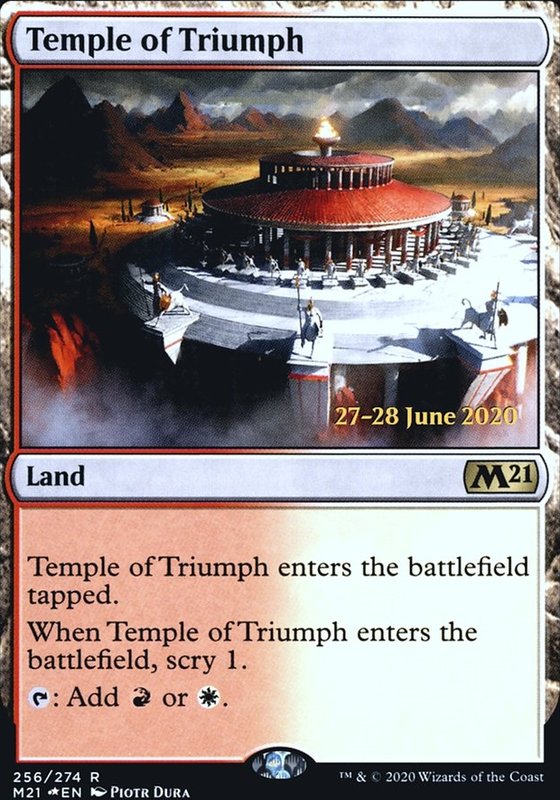 Temple of Triumph
27–28 June 2020
Land
M21
Temple of Triumph enters the battlefield
tapped.
When Temple of Triumph enters the
battlefield, scry 1.
: Add or .
256/274 R
M21 ★ EN Piotr Dura
™ & © 2020 Wizards of the Coast